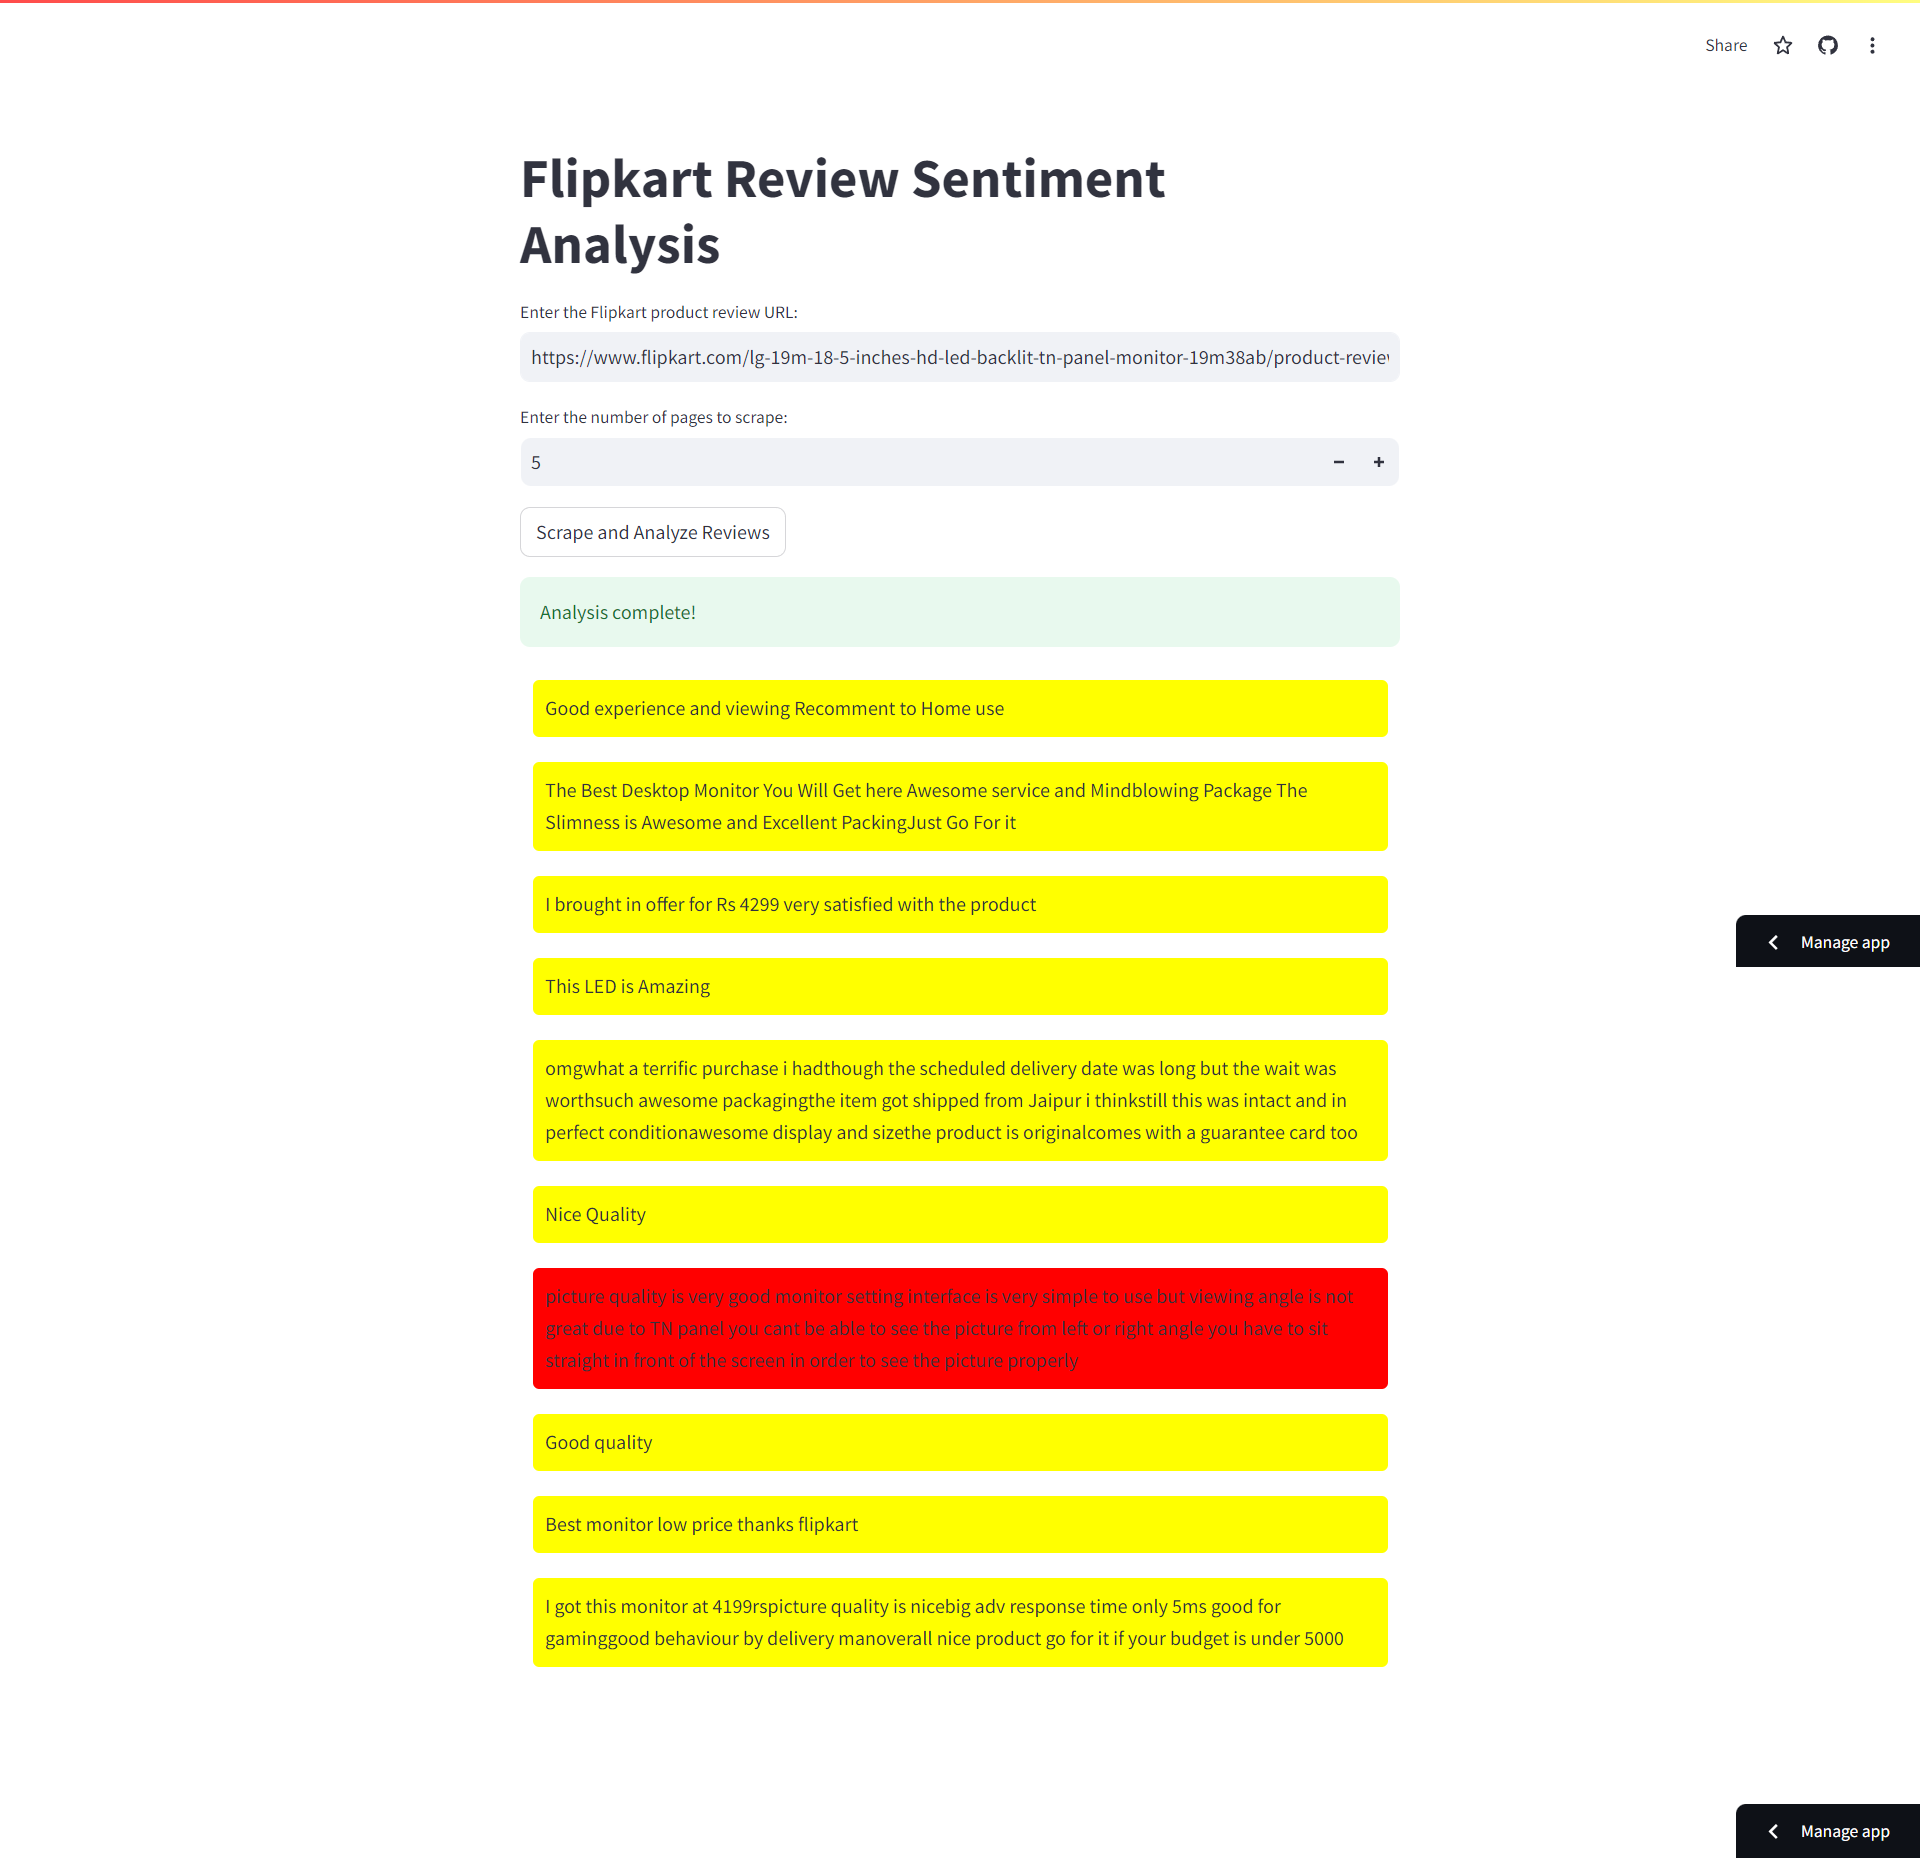 Share
Flipkart Review Sentiment
Analysis
Enter the Flipkart product review URL:
https://www.flipkart.com/lg-19m-18-5-inches-hd-led-backlit-tn-panel-monitor-19m38ab/product-review
Enter the number of pages to scrape:
5
Scrape and Analyze Reviews
Analysis complete!
Good experience and viewing Recomment to Home use
The Best Desktop Monitor You Will Get here Awesome service and Mindblowing Package The
Slimness is Awesome and Excellent PackingJust Go For it
I brought in offer for Rs 4299 very satisfied with the product
Manage app
This LED is Amazing
omgwhat a terrific purchase i hadthough the scheduled delivery date was long but the wait was
worthsuch awesome packagingthe item got shipped from Jaipur i thinkstill this was intact and in
perfect conditionawesome display and sizethe product is originalcomes with a guarantee card too
Nice Quality
picture quality is very good monitor setting interface is very simple to use but viewing angle is not
great due to TN panel you cant be able to see the picture from left or right angle you have to sit
straight in front of the screen in order to see the picture properly
Good quality
Best monitor low price thanks flipkart
I got this monitor at 4199rspicture quality is nicebig adv response time only 5ms good for
gaminggood behaviour by delivery manoverall nice product go for it if your budget is under 5000
Manage app